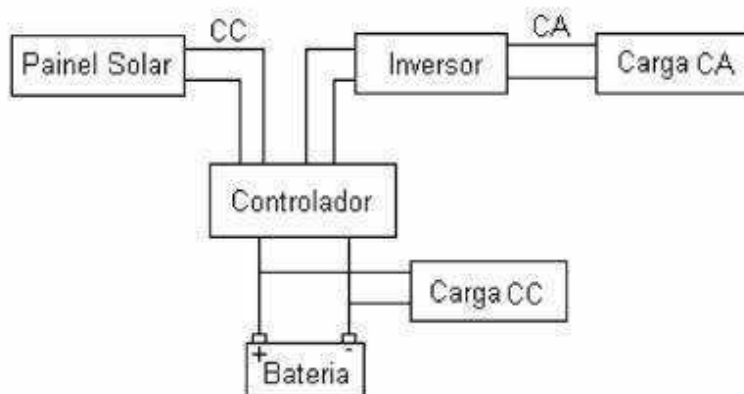 CC
CA
Painel Solar
Inversor
Carga CA
Controlador
Carga CC
+ -
Bateria